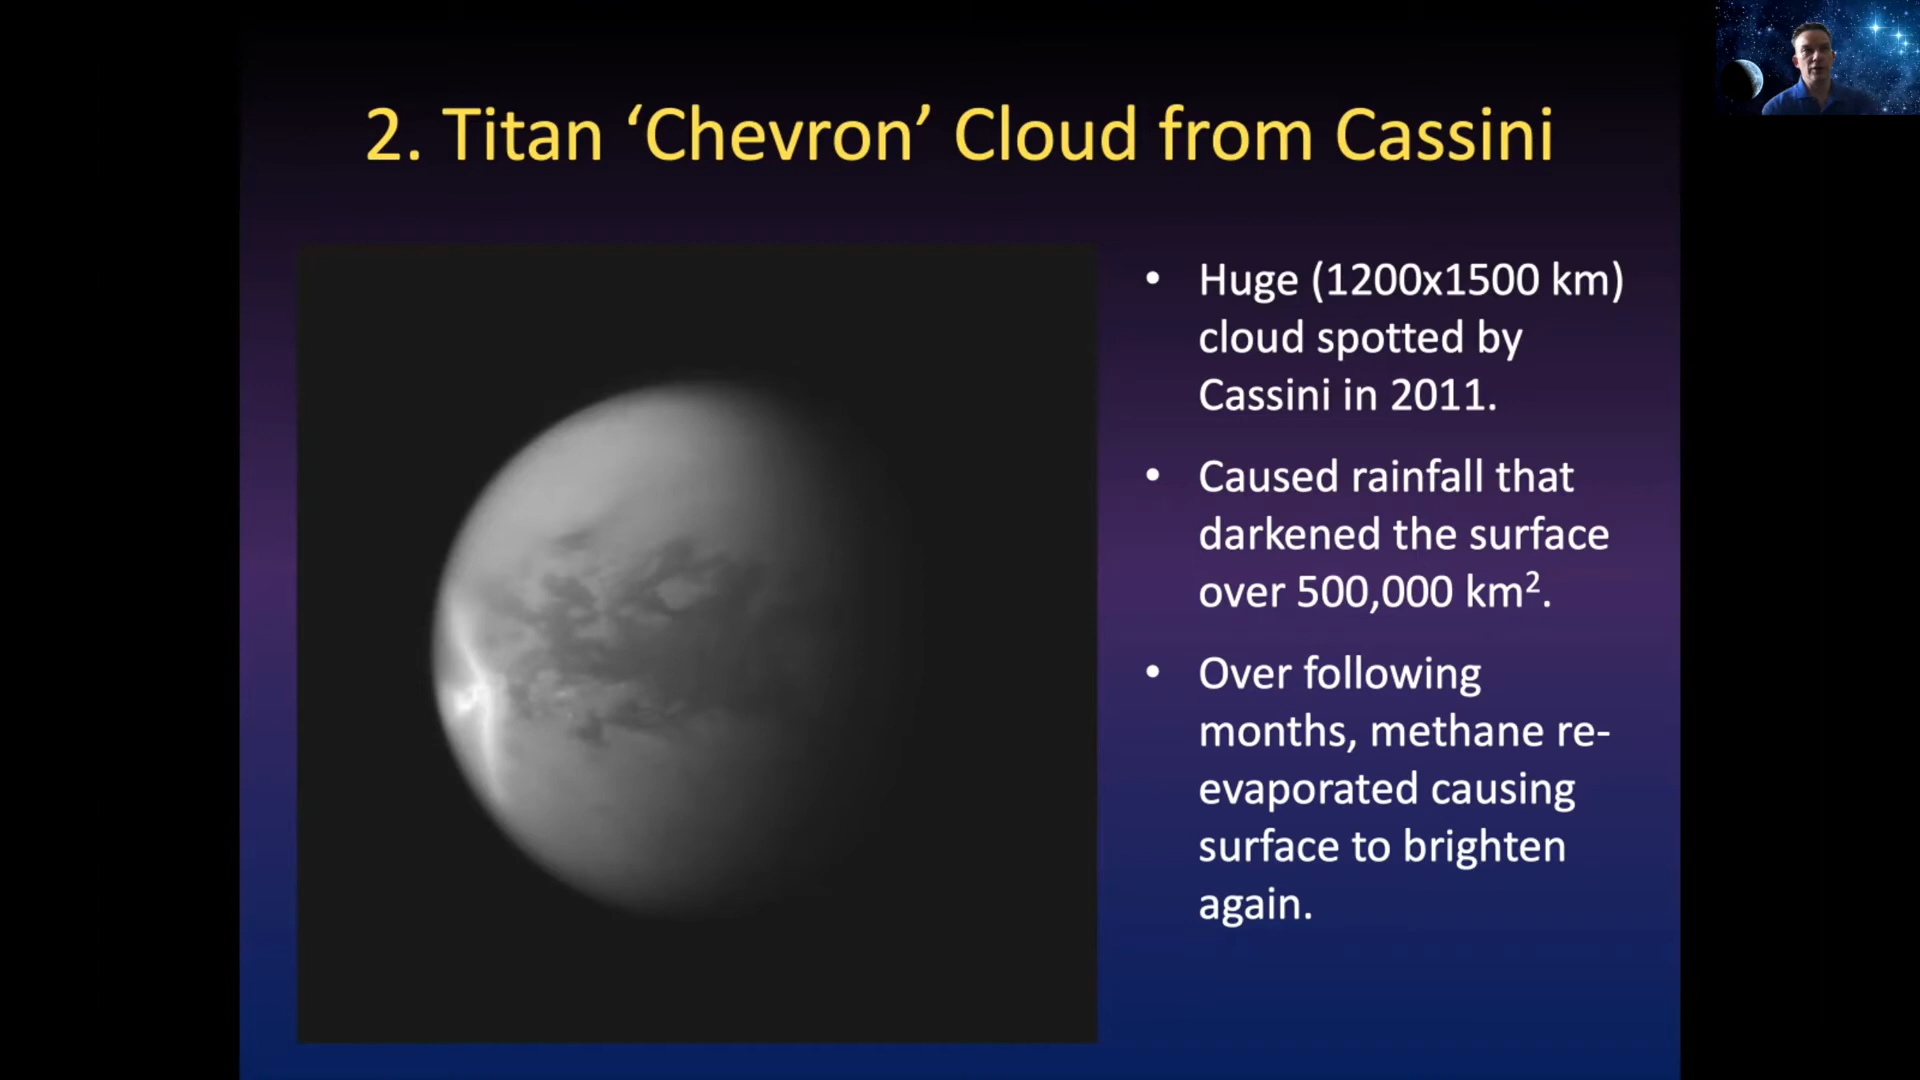 2. Titan ‘Chevron’ Cloud from Cassini
• Huge (1200x1500 km)
cloud spotted by
Cassini in 2011.
• Caused rainfall that
darkened the surface
over 500,000 km².
• Over following
months, methane re-
evaporated causing
surface to brighten
again.